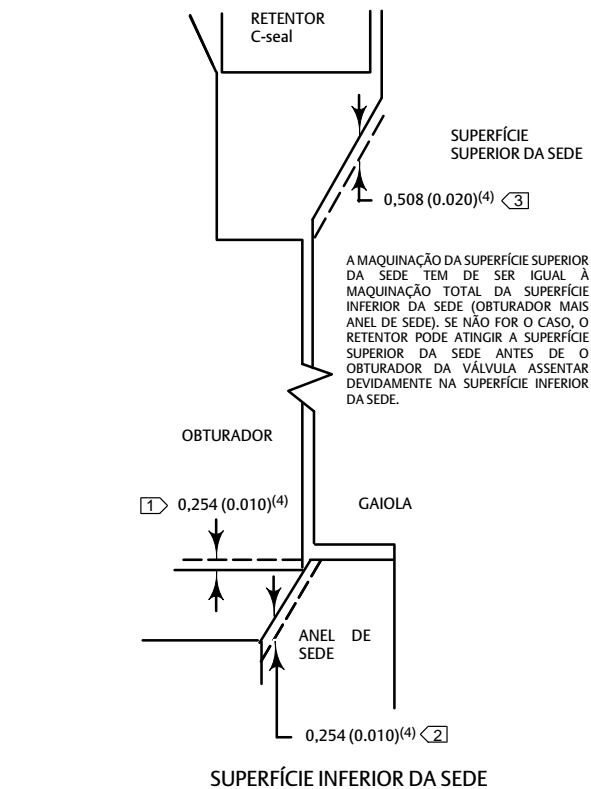 RETENTOR
C-seal
SUPERFÍCIE
SUPERIOR DA SEDE
0,508 (0.020)(4) 3
A MAQUINAÇÃO DA SUPERFÍCIE SUPERIOR
DA SEDE TEM DE SER IGUAL À
MAQUINAÇÃO TOTAL DA SUPERFÍCIE
INFERIOR DA SEDE (OBTURADOR MAIS
ANEL DE SEDE). SE NÃO FOR O CASO, O
RETENTOR PODE ATINGIR A SUPERFÍCIE
SUPERIOR DA SEDE ANTES DE O
OBTURADOR DA VÁLVULA ASSENTAR
DEVIDAMENTE NA SUPERFÍCIE INFERIOR
DA SEDE.
OBTURADOR
1 0,254 (0.010)(4)
GAIOLA
ANEL DE
SEDE
0,254 (0.010)(4) 2
SUPERFÍCIE INFERIOR DA SEDE